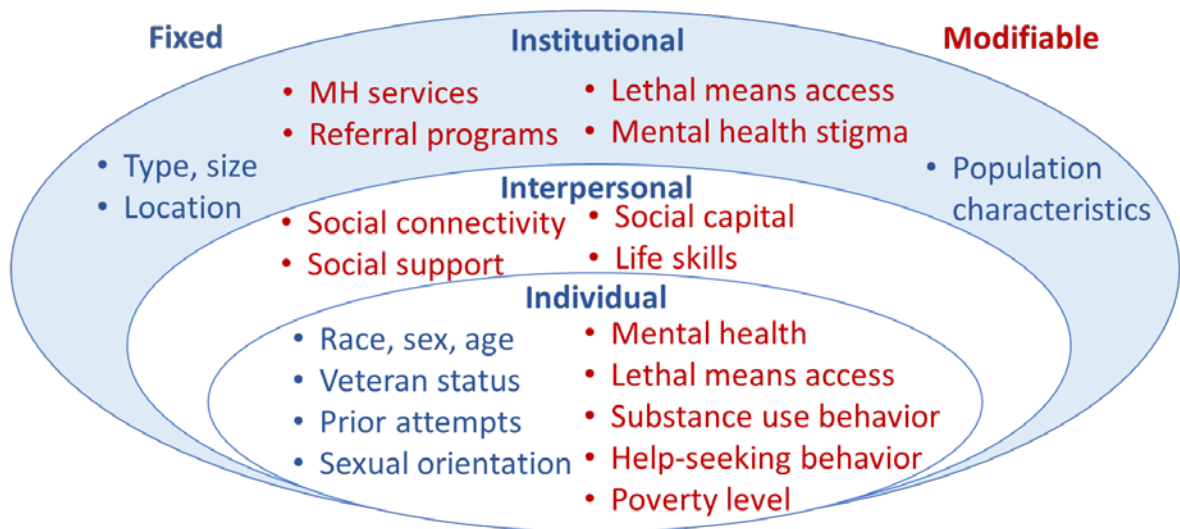 Fixed
Institutional
Modifiable
• MH services
• Referral programs
• Lethal means access
• Mental health stigma
• Type, size
• Location
• Population
characteristics
Interpersonal
• Social connectivity
• Social support
• Social capital
• Life skills
Individual
• Race, sex, age
• Veteran status
• Prior attempts
• Sexual orientation
• Mental health
• Lethal means access
• Substance use behavior
• Help-seeking behavior
• Poverty level